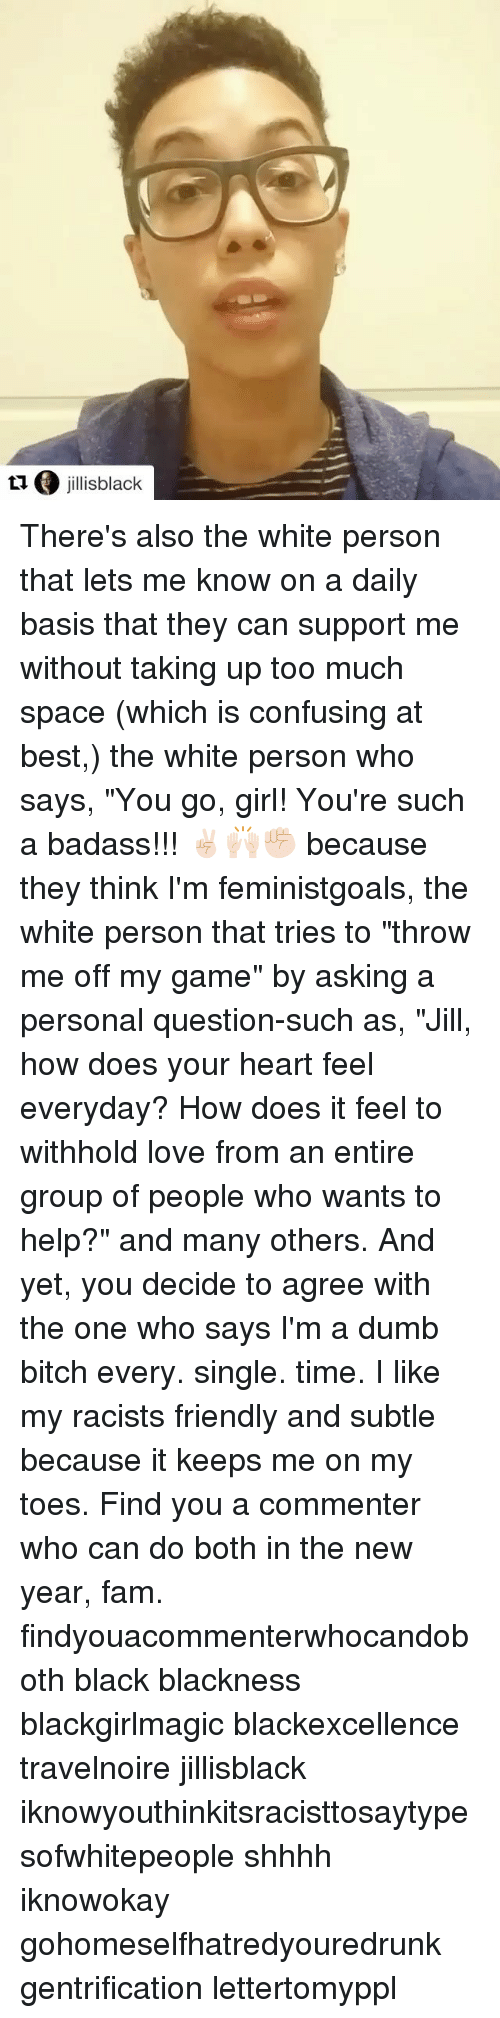 jillisblack
There's also the white person
that lets me know on a daily
basis that they can support me
without taking up too much
space (which is confusing at
best,) the white person who
says, "You go, girl! You're such
a badass!!! ✌🏻🙌🏻✊🏻 because
they think I'm feministgoals, the
white person that tries to "throw
me off my game" by asking a
personal question-such as, "Jill,
how does your heart feel
everyday? How does it feel to
withhold love from an entire
group of people who wants to
help?" and many others. And
yet, you decide to agree with
the one who says I'm a dumb
bitch every. single. time. I like
my racists friendly and subtle
because it keeps me on my
toes. Find you a commenter
who can do both in the new
year, fam.
findyouacommenterwhocandob
oth black blackness
blackgirlmagic blackexcellence
travelnoire jillisblack
iknowyouthinkitsracisttosaytype
sofwhitepeople shhhh
iknowokay
gohomeselfhatredyouredrunk
gentrification lettertomyppl